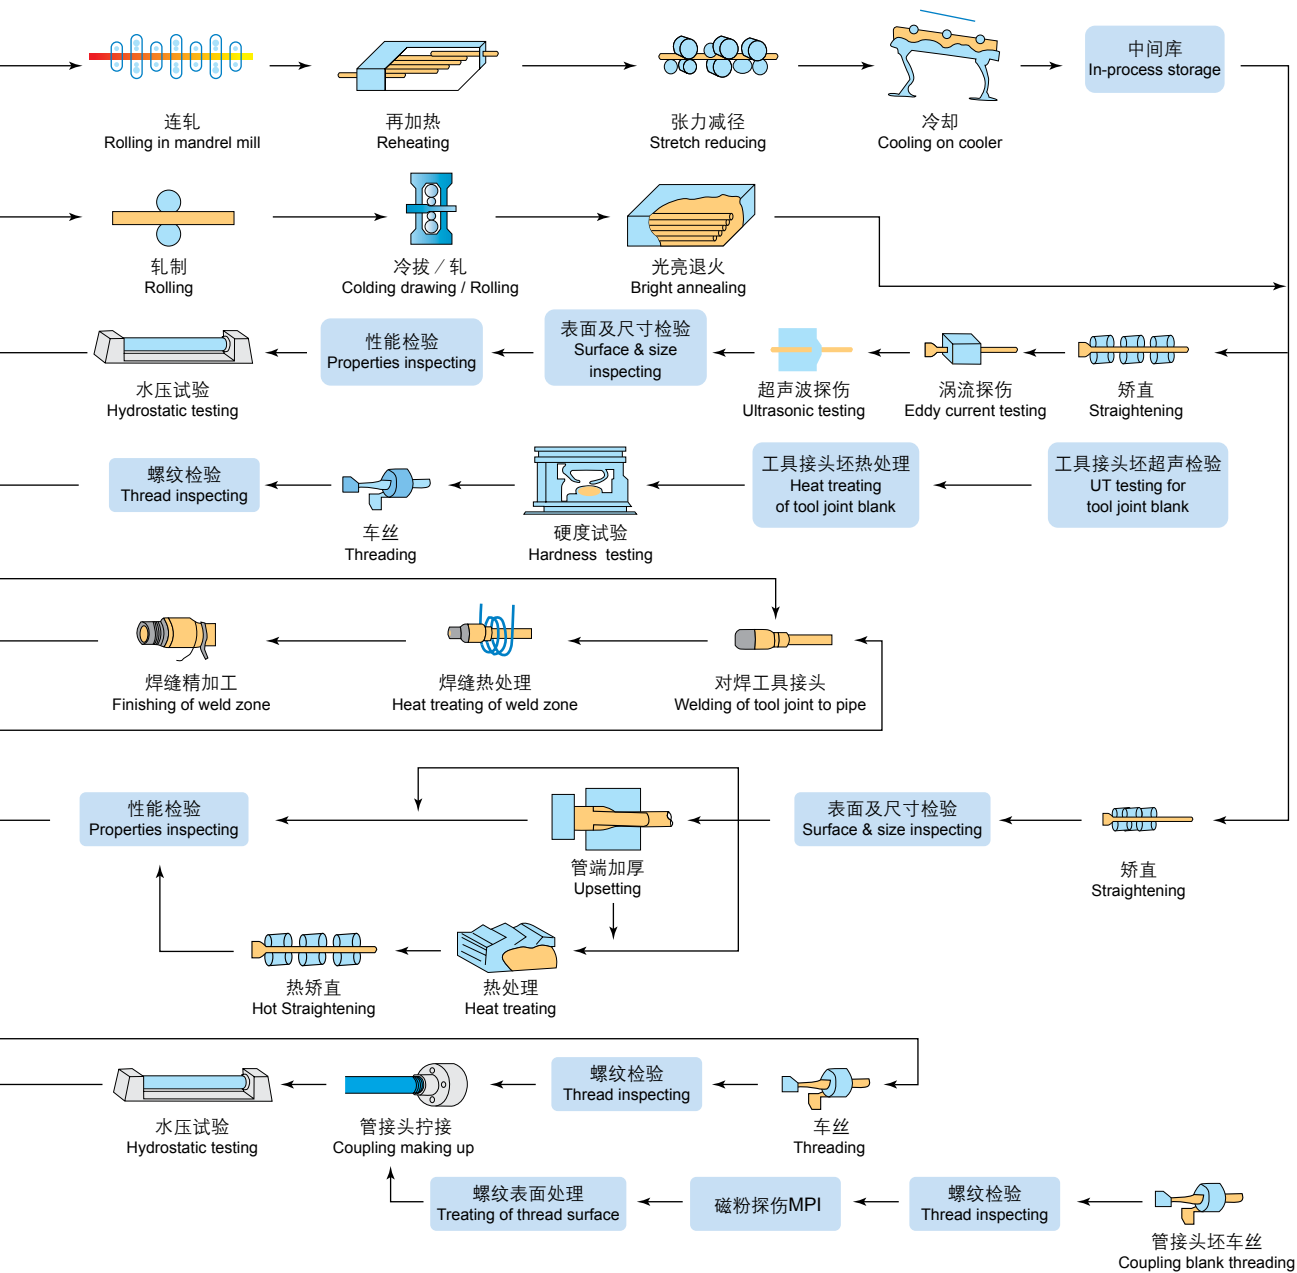 中间库
In-process storage
连轧
Rolling in mandrel mill
再加热
Reheating
张力减径
Stretch reducing
冷却
Cooling on cooler
轧制
Rolling
冷拔／轧
Colding drawing / Rolling
光亮退火
Bright annealing
水压试验
Hydrostatic testing
性能检验
Properties inspecting
表面及尺寸检验
Surface & size
inspecting
超声波探伤
Ultrasonic testing
涡流探伤
Eddy current testing
矫直
Straightening
螺纹检验
Thread inspecting
车丝
Threading
硬度试验
Hardness testing
工具接头坯热处理
Heat treating
of tool joint blank
工具接头坯超声检验
UT testing for
tool joint blank
焊缝精加工
Finishing of weld zone
焊缝热处理
Heat treating of weld zone
对焊工具接头
Welding of tool joint to pipe
性能检验
Properties inspecting
管端加厚
Upsetting
表面及尺寸检验
Surface & size inspecting
矫直
Straightening
热矫直
Hot Straightening
热处理
Heat treating
水压试验
Hydrostatic testing
管接头拧接
Coupling making up
螺纹检验
Thread inspecting
车丝
Threading
螺纹表面处理
Treating of thread surface
磁粉探伤MPI
螺纹检验
Thread inspecting
管接头坯车丝
Coupling blank threading